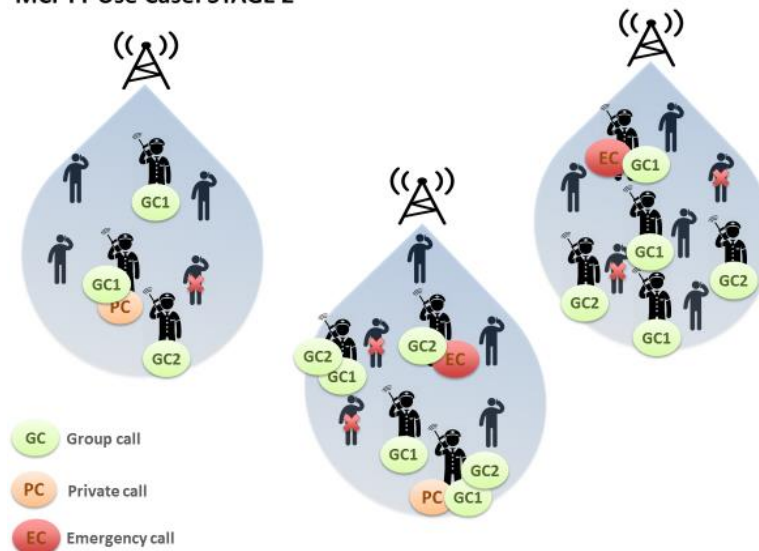 MCPTT Use Case: STAGE 2
GC1
GC1
PC
GC2
GC2
GC1
GC2
EC
GC1
GC2
PC
GC1
EC
GC1
GC1
GC2
GC2
GC1
GC Group call
PC Private call
EC Emergency call